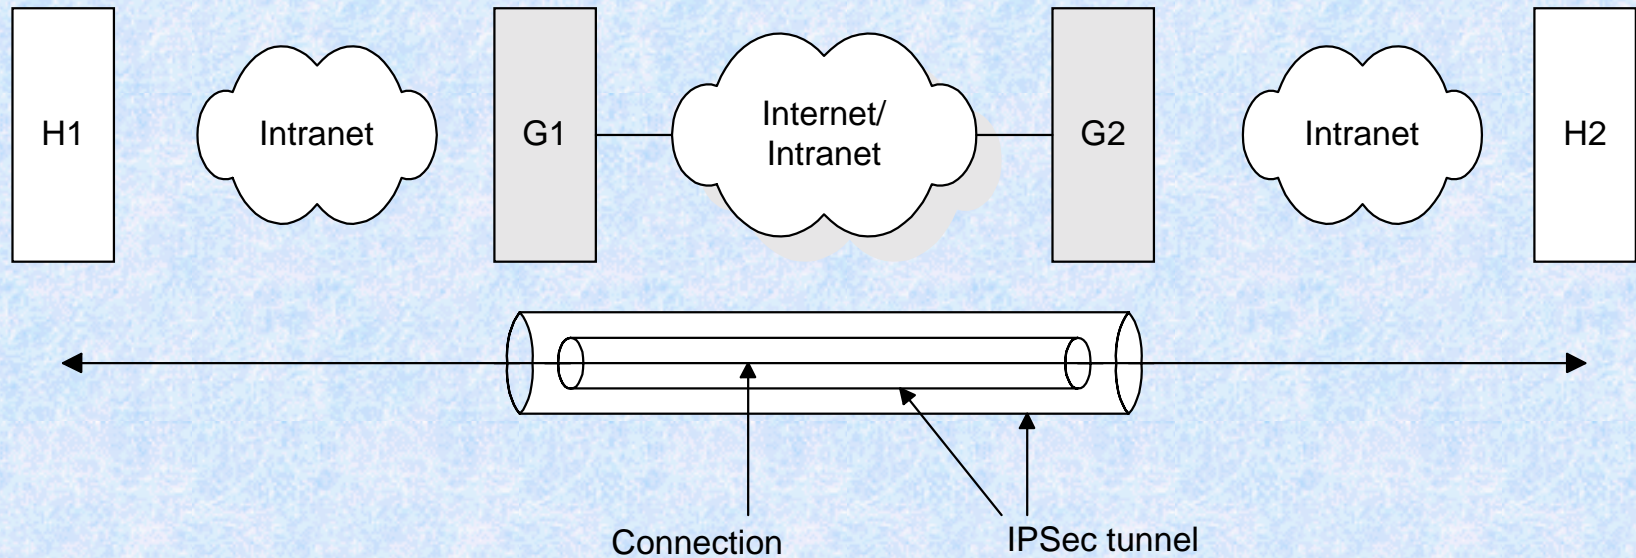 H1
Intranet
G1
Internet/
Intranet
G2
Intranet
H2
Connection
IPSec tunnel